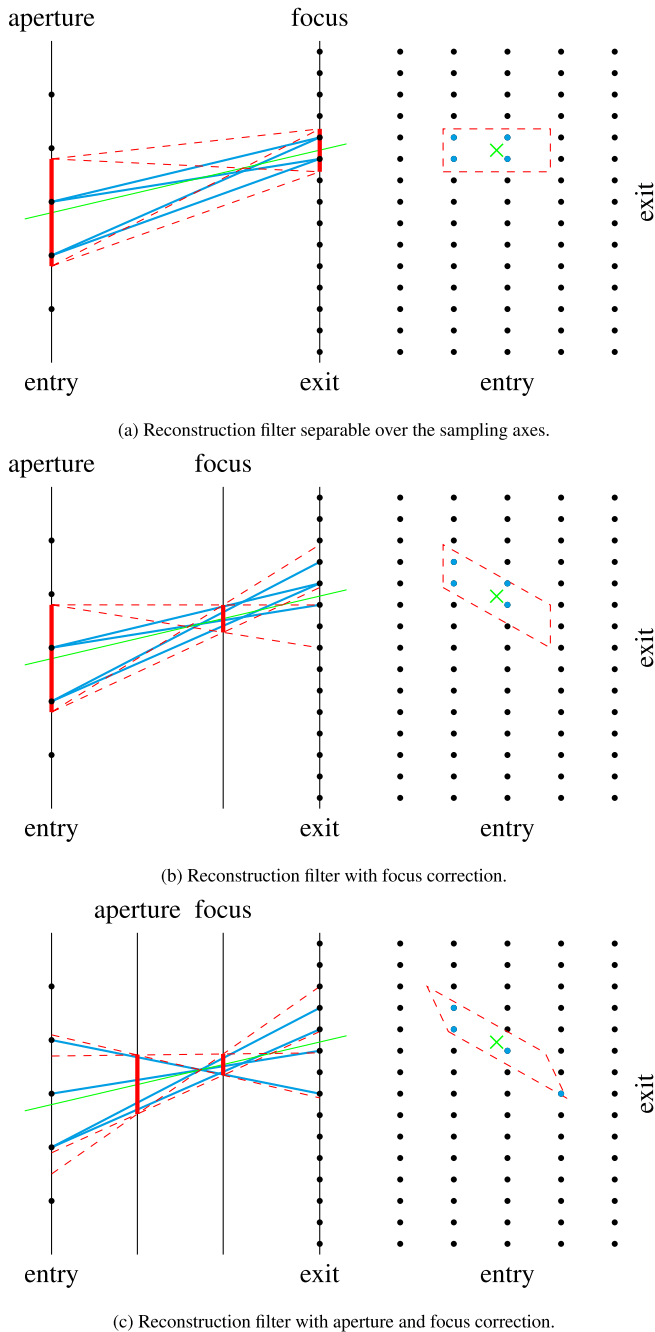 aperture focus
exit
entry exit entry
(a) Reconstruction filter separable over the sampling axes.
aperture focus
exit
entry exit entry
(b) Reconstruction filter with focus correction.
aperture focus
exit
entry exit entry
(c) Reconstruction filter with aperture and focus correction.